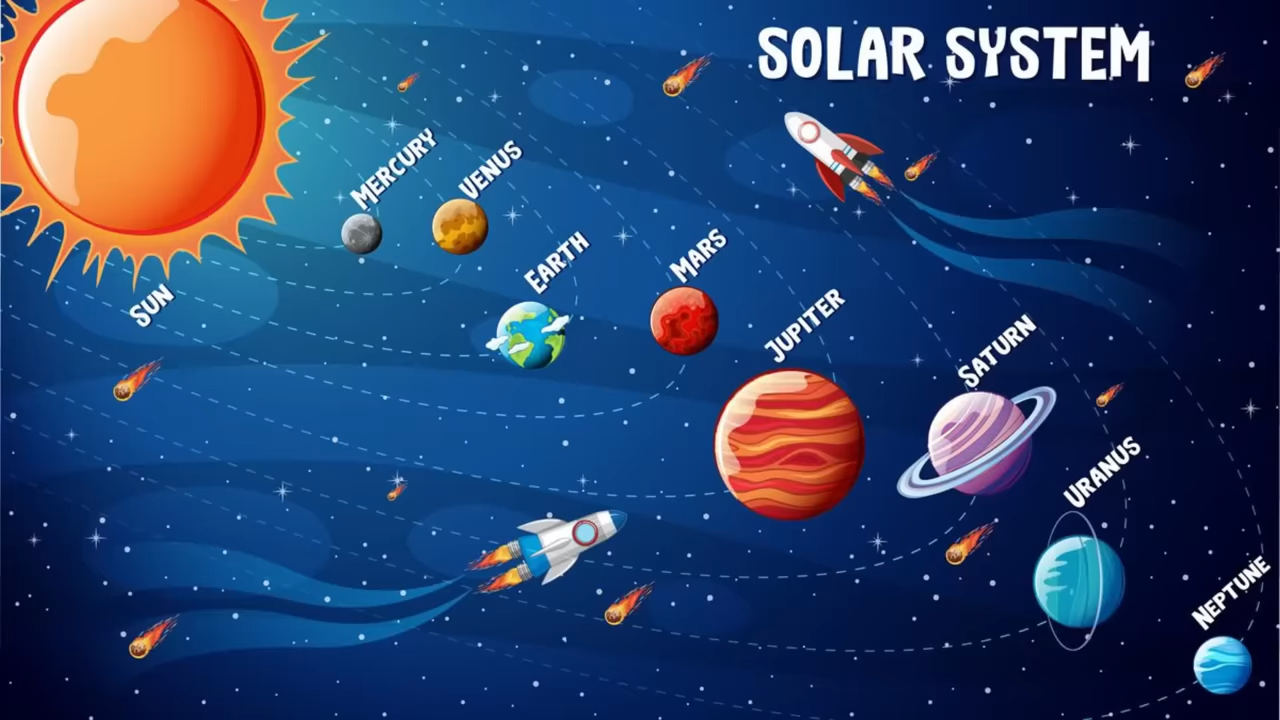 SOLAR SYSTEM
SUN
MERCURY
VENUS
EARTH
MARS
JUPITER
SATURN
URANUS
NEPTUNE